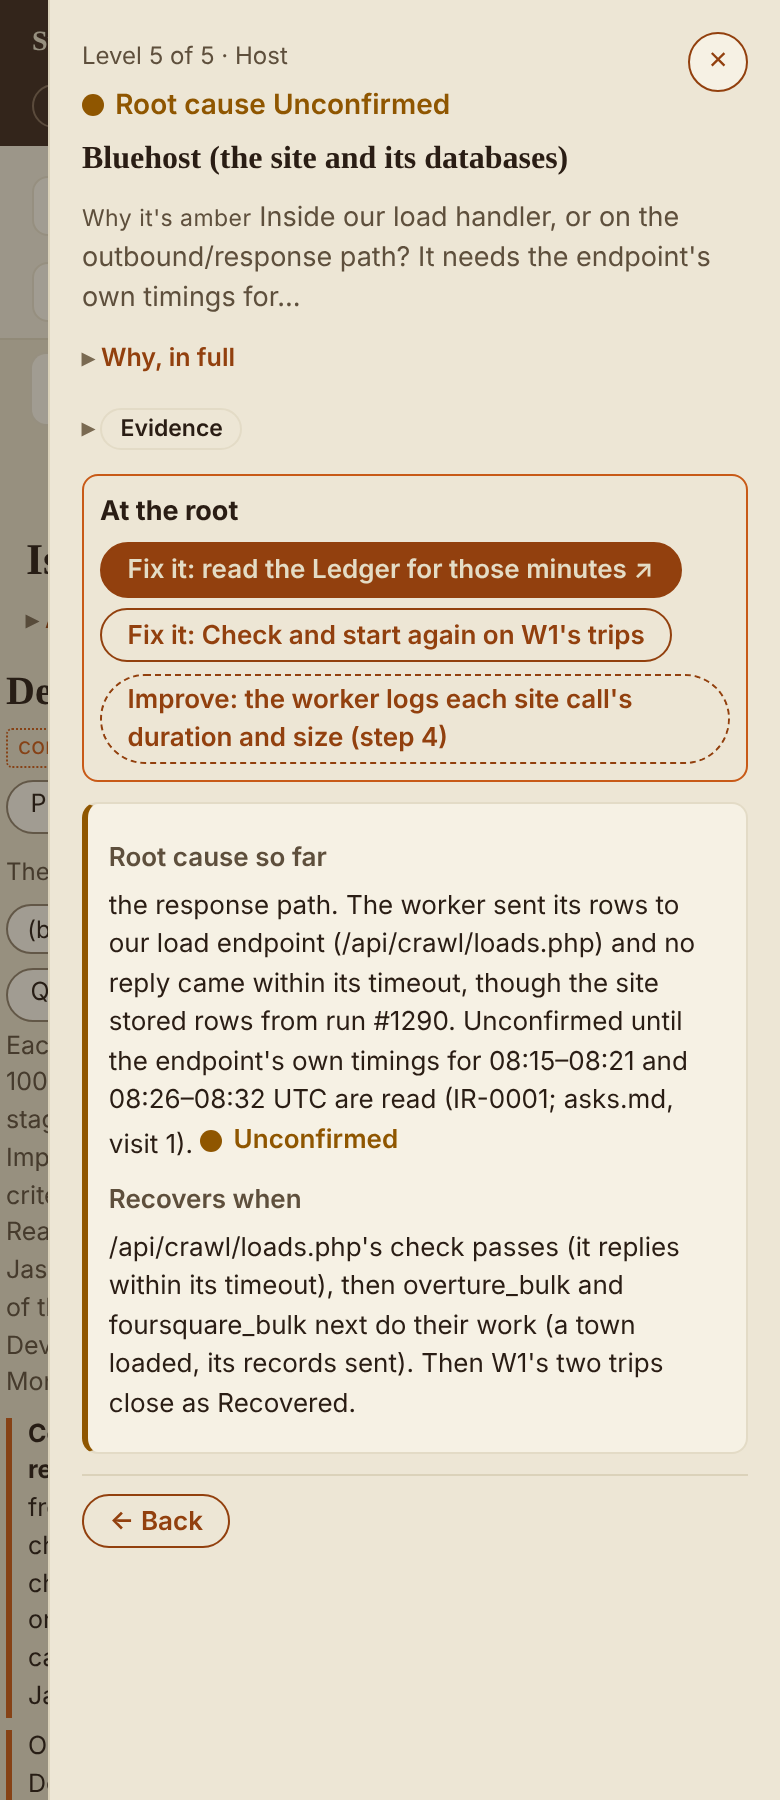 Level 5 of 5 · Host
×
Root cause Unconfirmed
Bluehost (the site and its databases)
Why it's amber Inside our load handler, or on the
outbound/response path? It needs the endpoint's
own timings for...
▸ Why, in full
▸ Evidence
At the root
Fix it: read the Ledger for those minutes ↗
Fix it: Check and start again on W1's trips
Improve: the worker logs each site call's
duration and size (step 4)
Root cause so far
the response path. The worker sent its rows to
our load endpoint (/api/crawl/loads.php) and no
reply came within its timeout, though the site
stored rows from run #1290. Unconfirmed until
the endpoint's own timings for 08:15–08:21 and
08:26–08:32 UTC are read (IR-0001; asks.md,
visit 1). Unconfirmed
Recovers when
/api/crawl/loads.php's check passes (it replies
within its timeout), then overture_bulk and
foursquare_bulk next do their work (a town
loaded, its records sent). Then W1's two trips
close as Recovered.
← Back
The
100